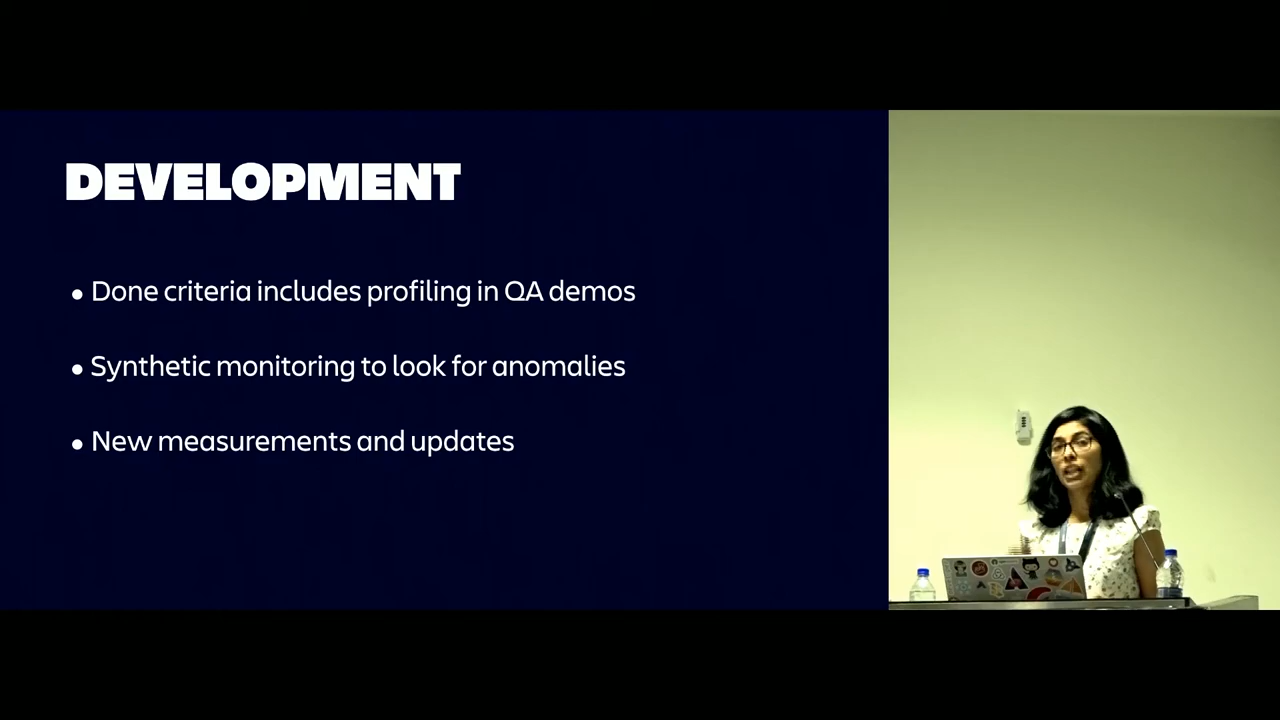 DEVELOPMENT
• Done criteria includes profiling in QA demos
• Synthetic monitoring to look for anomalies
• New measurements and updates